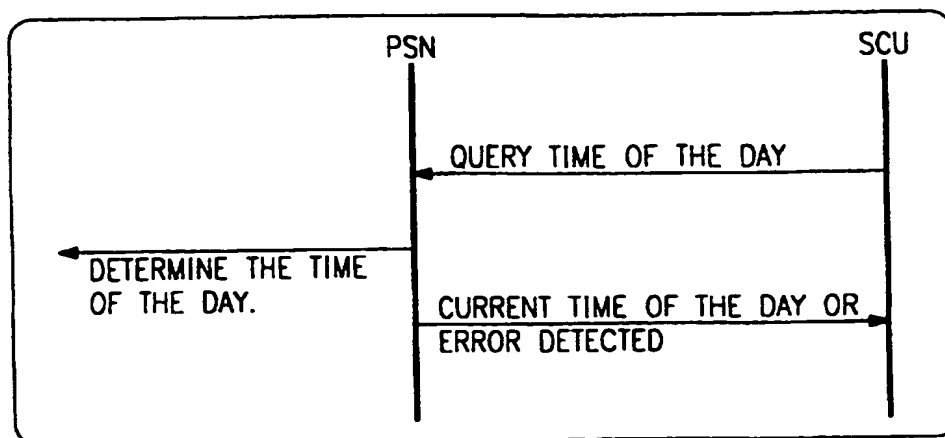 PSN
SCU
QUERY TIME OF THE DAY
DETERMINE THE TIME
OF THE DAY.
CURRENT TIME OF THE DAY OR
ERROR DETECTED